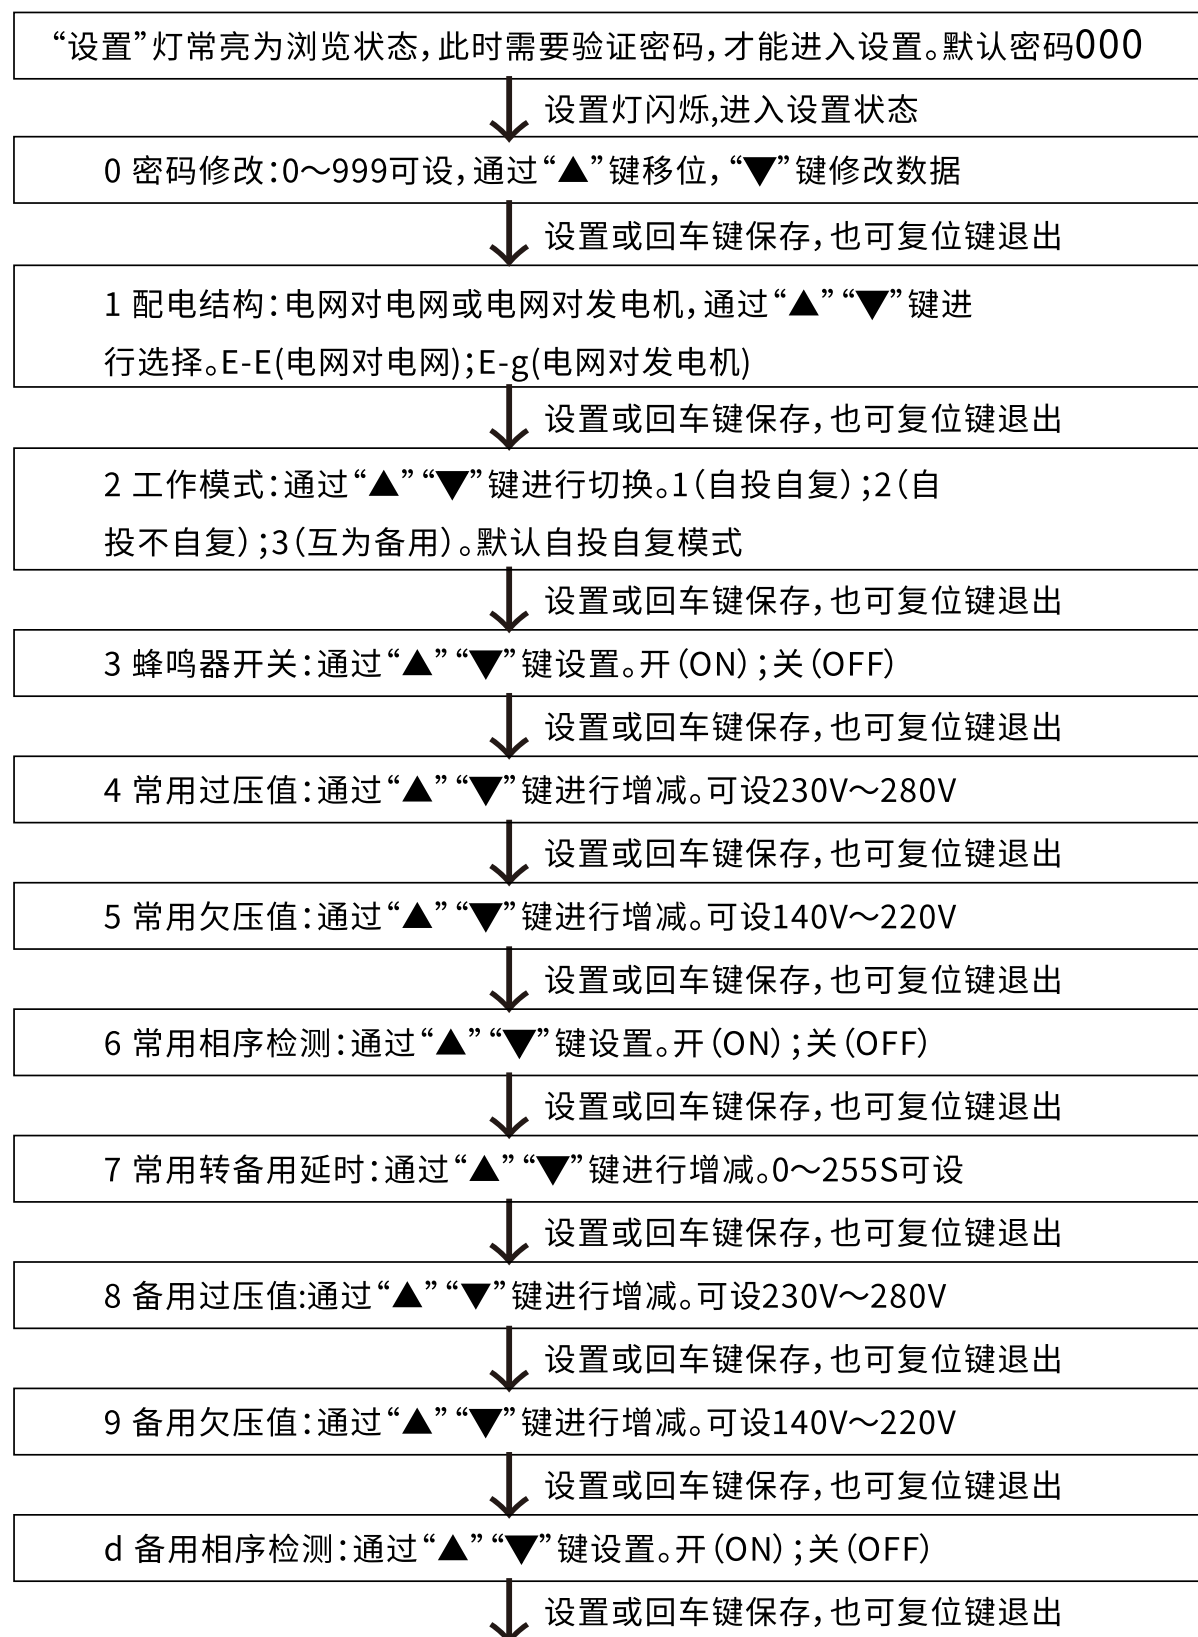 “设置”灯常亮为浏览状态，此时需要验证密码，才能进入设置。默认密码000
设置灯闪烁,进入设置状态
0 密码修改：0～999可设，通过“▲”键移位，“▼”键修改数据
设置或回车键保存，也可复位键退出
1 配电结构：电网对电网或电网对发电机，通过“▲”“▼”键进
行选择。E-E(电网对电网)；E-g(电网对发电机)
设置或回车键保存，也可复位键退出
2 工作模式：通过“▲”“▼”键进行切换。1（自投自复）；2（自
投不自复）；3（互为备用）。默认自投自复模式
设置或回车键保存，也可复位键退出
3 蜂鸣器开关：通过“▲”“▼”键设置。开（ON）；关（OFF）
设置或回车键保存，也可复位键退出
4 常用过压值：通过“▲”“▼”键进行增减。可设230V～280V
设置或回车键保存，也可复位键退出
5 常用欠压值：通过“▲”“▼”键进行增减。可设140V～220V
设置或回车键保存，也可复位键退出
6 常用相序检测：通过“▲”“▼”键设置。开（ON）；关（OFF）
设置或回车键保存，也可复位键退出
7 常用转备用延时：通过“▲”“▼”键进行增减。0～255S可设
设置或回车键保存，也可复位键退出
8 备用过压值:通过“▲”“▼”键进行增减。可设230V～280V
设置或回车键保存，也可复位键退出
9 备用欠压值：通过“▲”“▼”键进行增减。可设140V～220V
设置或回车键保存，也可复位键退出
d 备用相序检测：通过“▲”“▼”键设置。开（ON）；关（OFF）
设置或回车键保存，也可复位键退出